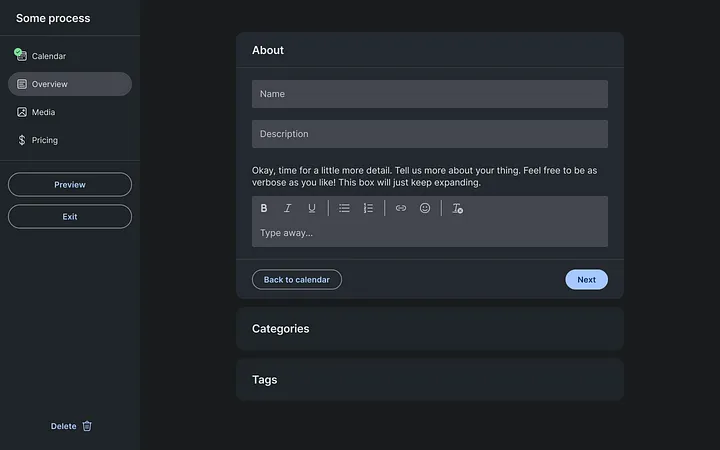 Some process
Calendar
Overview
Media
Pricing
Preview
Exit
Delete
About
Name
Description
Okay, time for a little more detail. Tell us more about your thing. Feel free to be as
verbose as you like! This box will just keep expanding.
B I U
Type away...
Back to calendar
Next
Categories
Tags